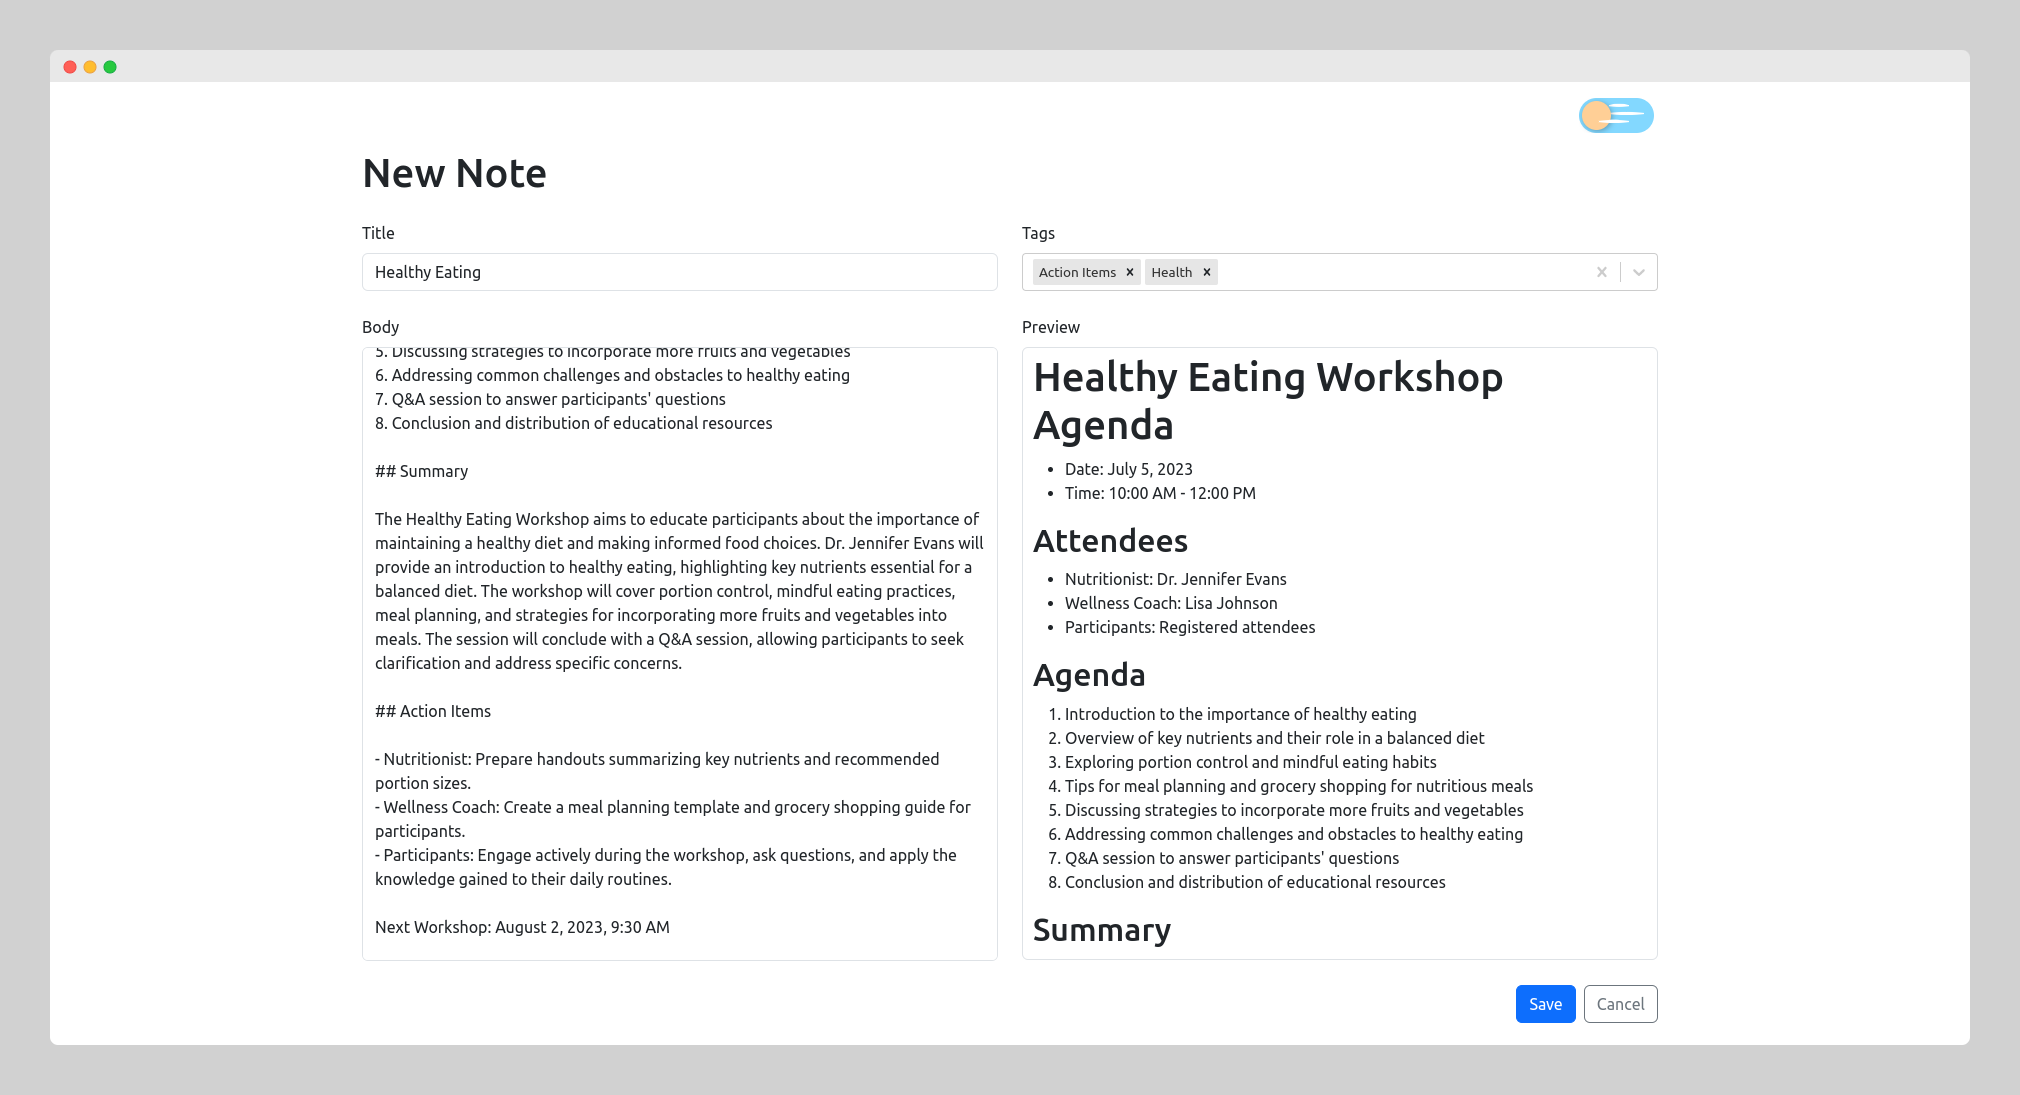 New Note
Title
Healthy Eating
Tags
Action Items
Health
Body
5. Discussing strategies to incorporate more fruits and vegetables
6. Addressing common challenges and obstacles to healthy eating
7. Q&A session to answer participants' questions
8. Conclusion and distribution of educational resources
## Summary
The Healthy Eating Workshop aims to educate participants about the importance of
maintaining a healthy diet and making informed food choices. Dr. Jennifer Evans will
provide an introduction to healthy eating, highlighting key nutrients essential for a
balanced diet. The workshop will cover portion control, mindful eating practices,
meal planning, and strategies for incorporating more fruits and vegetables into
meals. The session will conclude with a Q&A session, allowing participants to seek
clarification and address specific concerns.
## Action Items
- Nutritionist: Prepare handouts summarizing key nutrients and recommended
portion sizes.
- Wellness Coach: Create a meal planning template and grocery shopping guide for
participants.
- Participants: Engage actively during the workshop, ask questions, and apply the
knowledge gained to their daily routines.
Next Workshop: August 2, 2023, 9:30 AM
Preview
Healthy Eating Workshop
Agenda
• Date: July 5, 2023
• Time: 10:00 AM - 12:00 PM
Attendees
• Nutritionist: Dr. Jennifer Evans
• Wellness Coach: Lisa Johnson
• Participants: Registered attendees
Agenda
1. Introduction to the importance of healthy eating
2. Overview of key nutrients and their role in a balanced diet
3. Exploring portion control and mindful eating habits
4. Tips for meal planning and grocery shopping for nutritious meals
5. Discussing strategies to incorporate more fruits and vegetables
6. Addressing common challenges and obstacles to healthy eating
7. Q&A session to answer participants' questions
8. Conclusion and distribution of educational resources
Summary
Save
Cancel